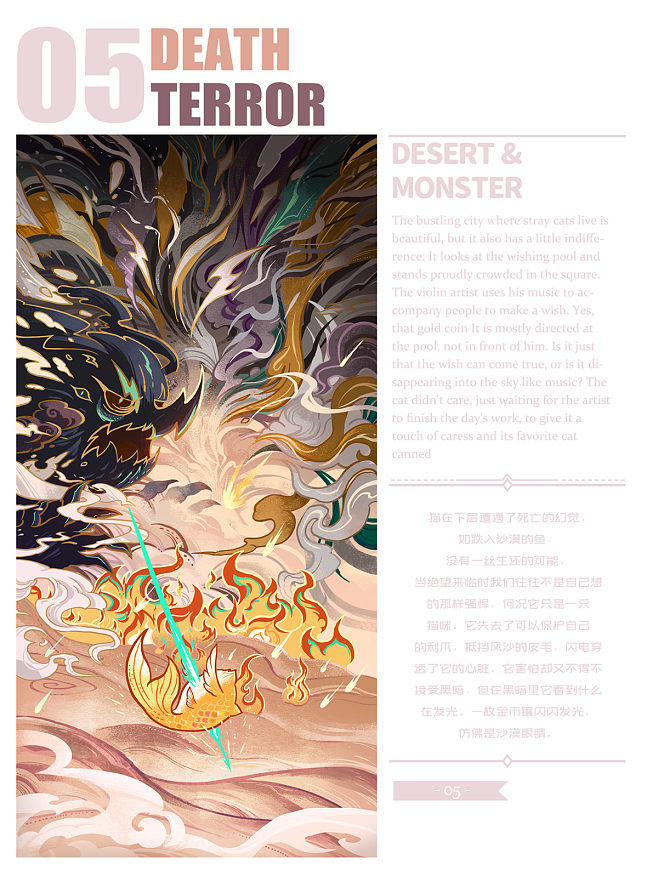 05
DEATH
TERROR
DESERT &
MONSTER
The bustling city where stray cats live is
beautiful, but it also has a little indiffe-
rence. It looks at the wishing pool and
stands proudly crowded in the square.
The violin artist uses his music to ac-
company people to make a wish. Yes,
that gold coin It is mostly directed at
the pool, not in front of him. Is it just
that the wish can come true, or is it di-
sappearing into the sky like music? The
cat didn't care, just waiting for the artist
to finish the day's work, to give it a
touch of caress and its favorite cat
canned
猫在下层遭遇了死亡的幻觉，
如跌入沙漠的鱼，
没有一丝生还的可能，
当绝望来临时我们往往不是自己想
的那样强悍，何况它只是一只
猫咪。它失去了可以保护自己
的利爪，抵挡风沙的皮毛，闪电穿
透了它的心脏，它害怕却又不得不
接受黑暗，但在黑暗里它看到什么
在发光。一枚金币镶闪闪发光，
仿佛是沙漠眼睛。
- 05 -